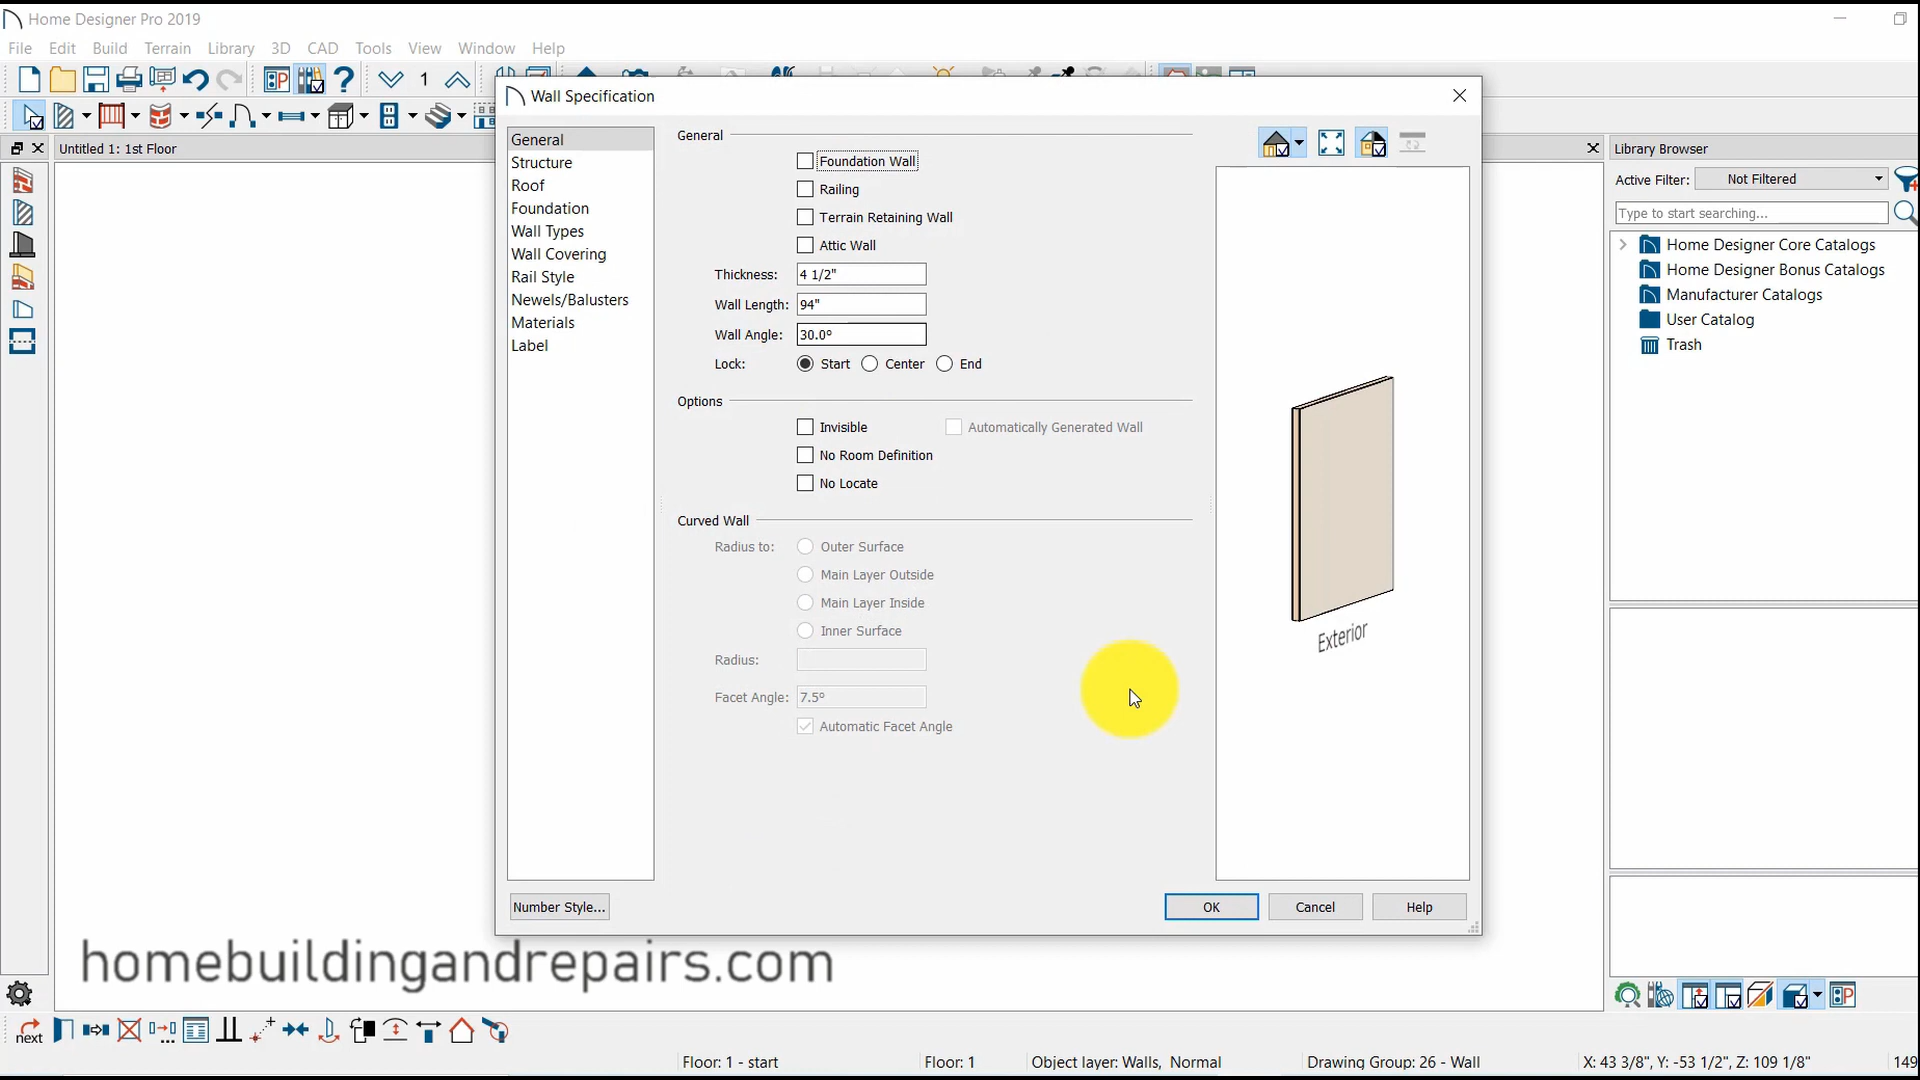 Home Designer Pro 2019
File Edit Build Terrain Library 3D CAD Tools View Window Help
1
Wall Specification
Untitled 1: 1st Floor
General
Structure
Roof
Foundation
Wall Types
Wall Covering
Rail Style
Newels/Balusters
Materials
Label
General
Foundation Wall
Railing
Terrain Retaining Wall
Attic Wall
Thickness: 4 1/2"
Wall Length: 94"
Wall Angle: 30.0º
Lock: Start Center End
Options
Invisible Automatically Generated Wall
No Room Definition
No Locate
Curved Wall
Radius to: Outer Surface
Main Layer Outside
Main Layer Inside
Inner Surface
Radius:
Facet Angle: 7.5º
Automatic Facet Angle
Exterior
Number Style... OK Cancel Help
Library Browser
Active Filter: Not Filtered
Type to start searching...
Home Designer Core Catalogs
Home Designer Bonus Catalogs
Manufacturer Catalogs
User Catalog
Trash
homebuildingandrepairs.com
next
Floor: 1 - start Floor: 1 Object layer: Walls, Normal Drawing Group: 26 - Wall X: 43 3/8", Y: -53 1/2", Z: 109 1/8" 149